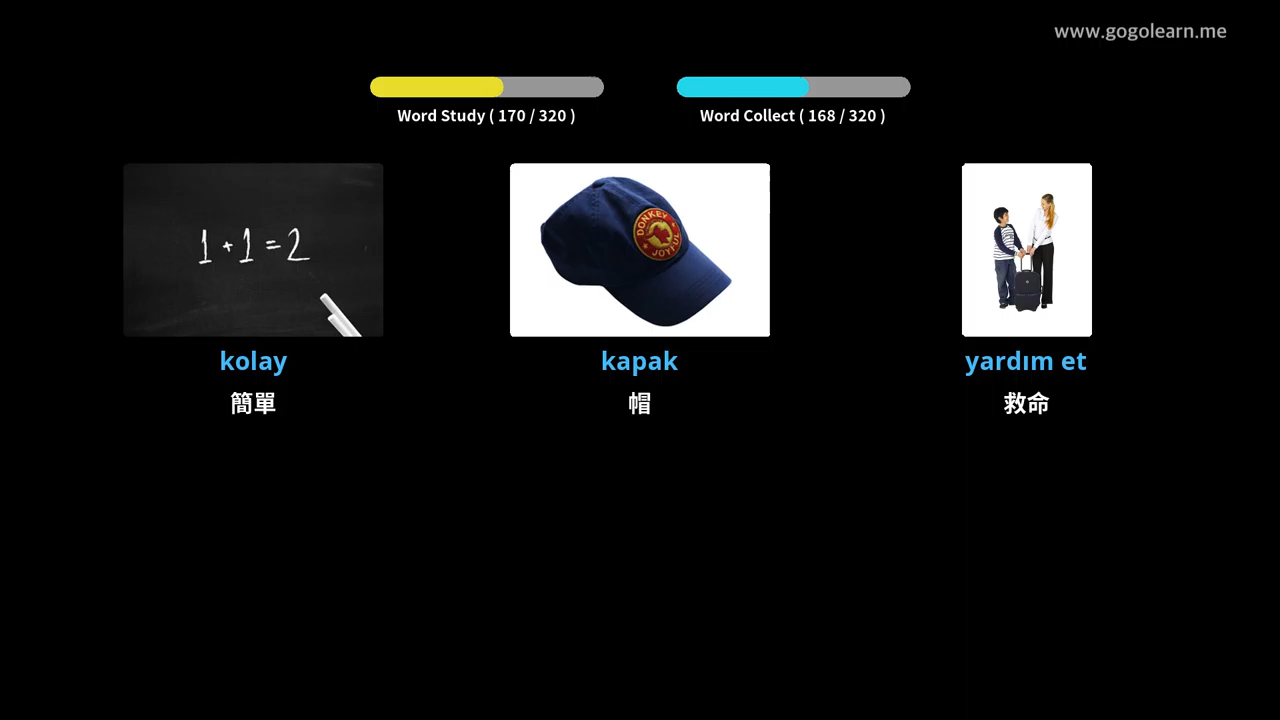 www.gogolearn.me
Word Study ( 170 / 320 )
Word Collect ( 168 / 320 )
1 + 1 = 2
DONKEY
JOYFUL
kolay
kapak
yardım et
簡單
帽
救命